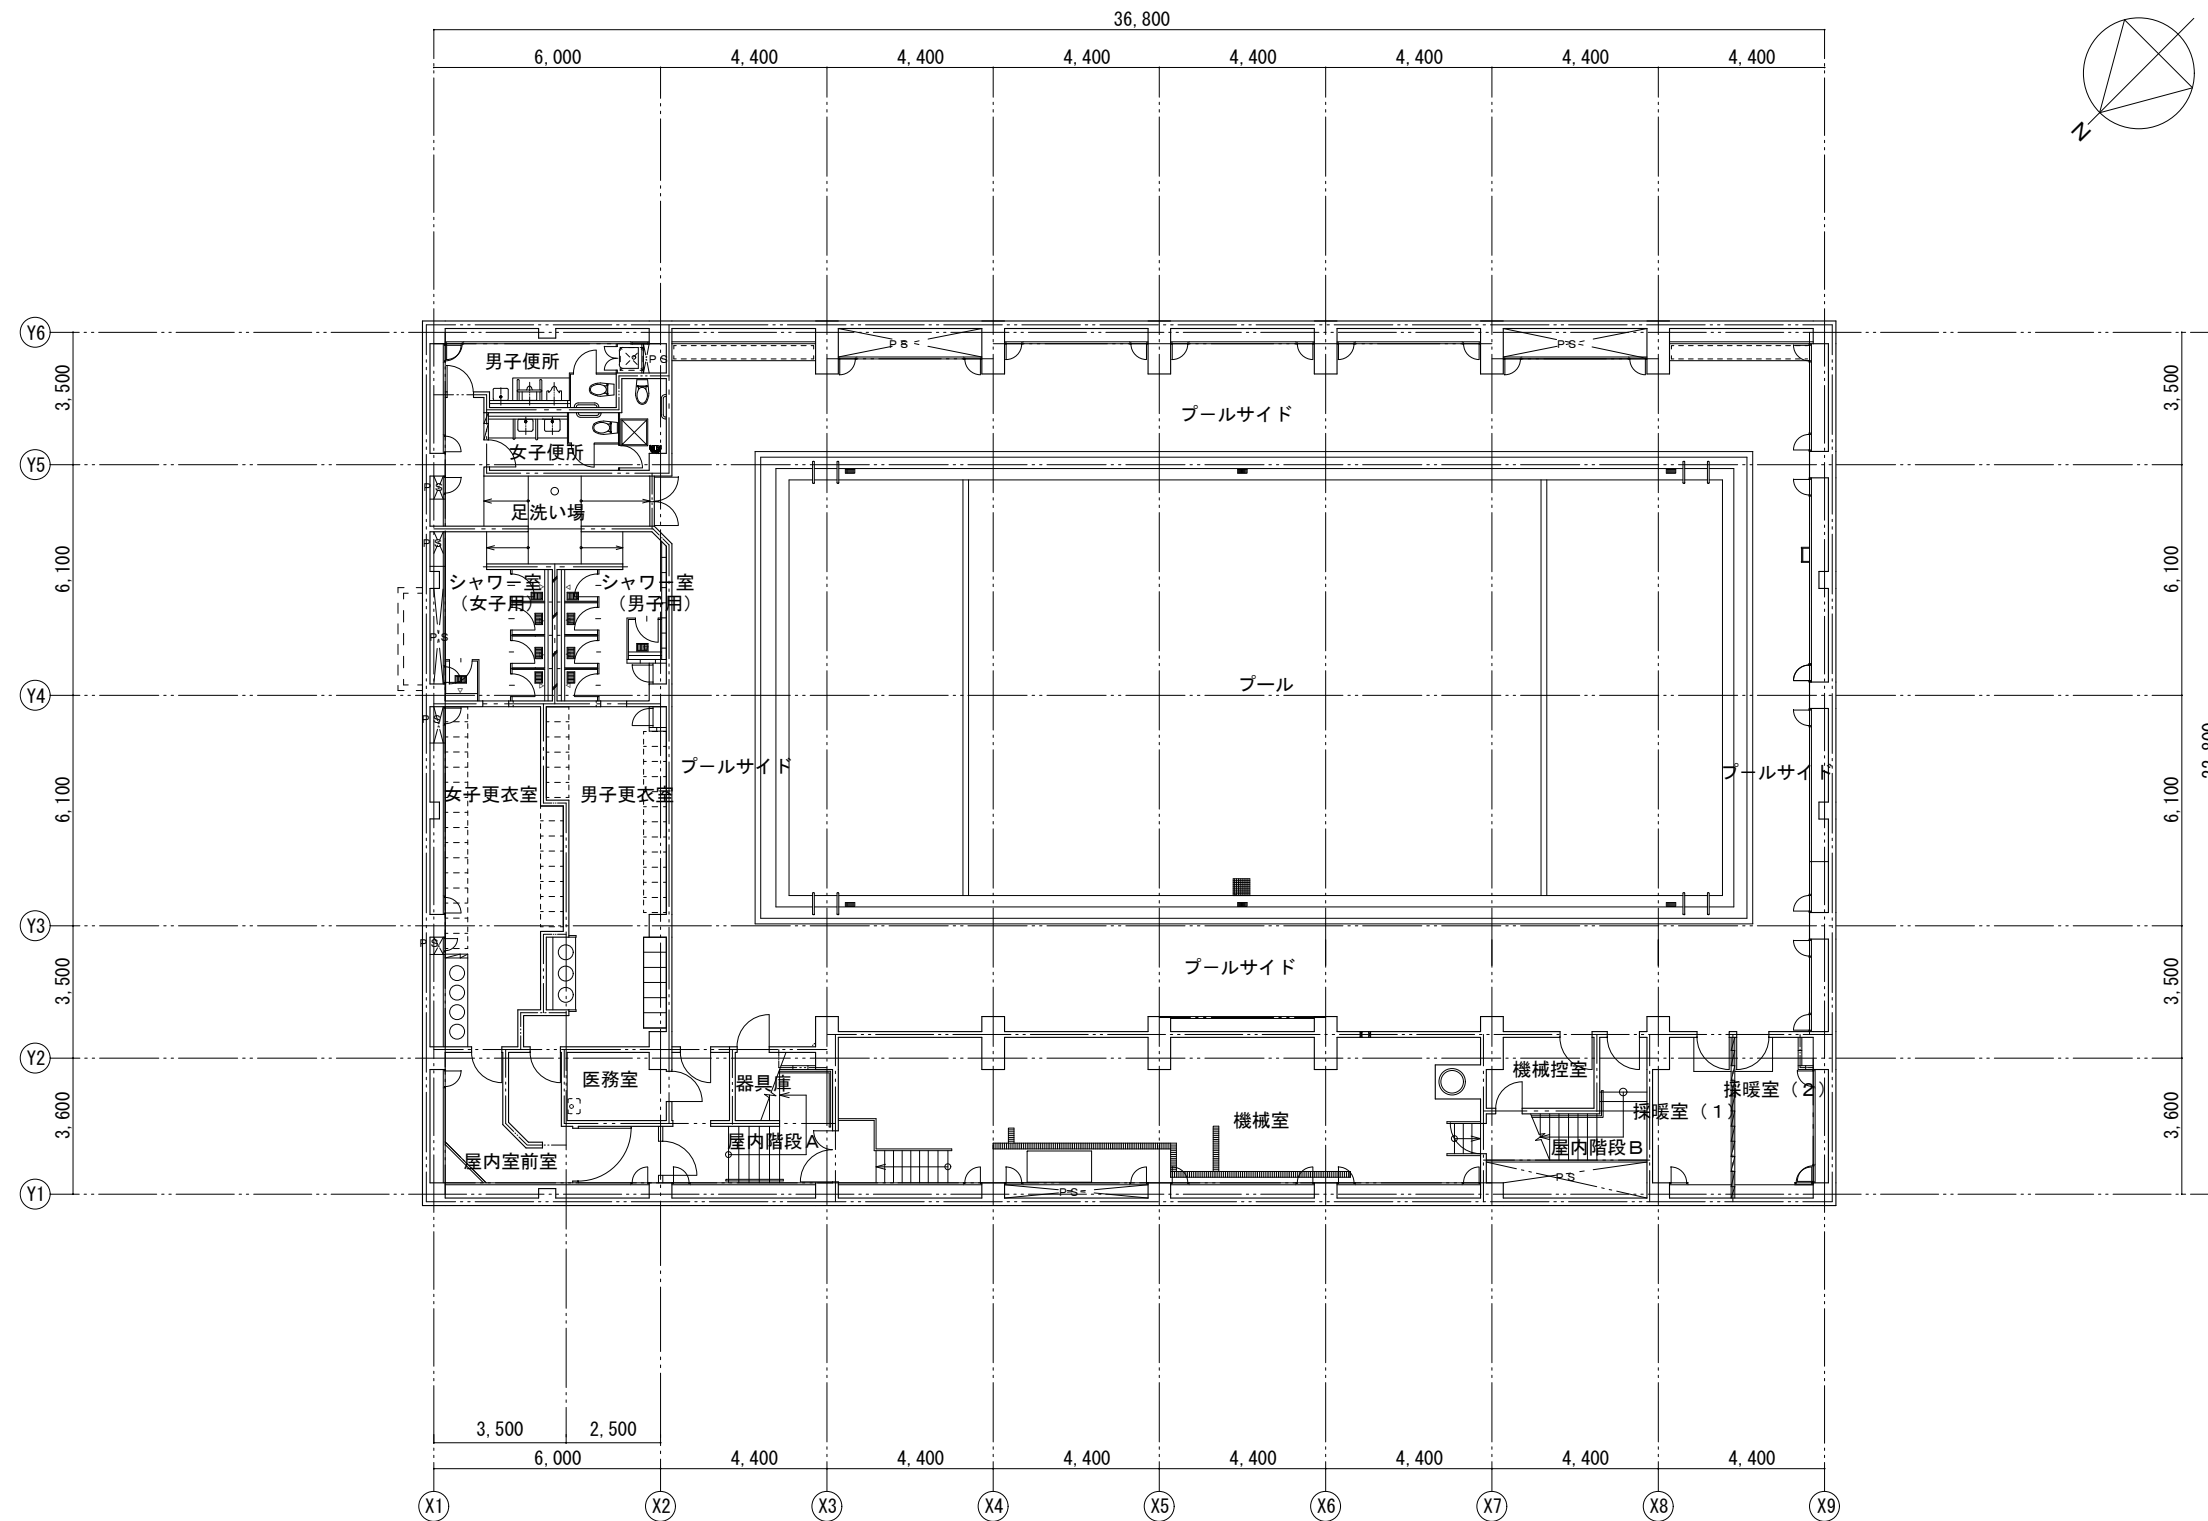 36,800
6,000
4,400
4,400
4,400
4,400
4,400
4,400
4,400
N
Y6
PS
PS
男子便所
PS
3,500
3,500
プールサイド
女子便所
Y5
PS
足洗い場
PS
6,100
6,100
シャワー室
(女子用)
シャワー室
(男子用)
PS
Y4
プール
PS
プールサイド
プールサイド
女子更衣室
男子更衣室
6,100
6,100
Y3
PS
プールサイド
3,500
3,500
Y2
医務室
器具庫
機械控室
採暖室(2)
採暖室(1)
3,600
3,600
機械室
屋内階段A
屋内階段B
屋内室前室
PS
PS
Y1
3,500
2,500
6,000
4,400
4,400
4,400
4,400
4,400
4,400
4,400
X1
X2
X3
X4
X5
X6
X7
X8
X9